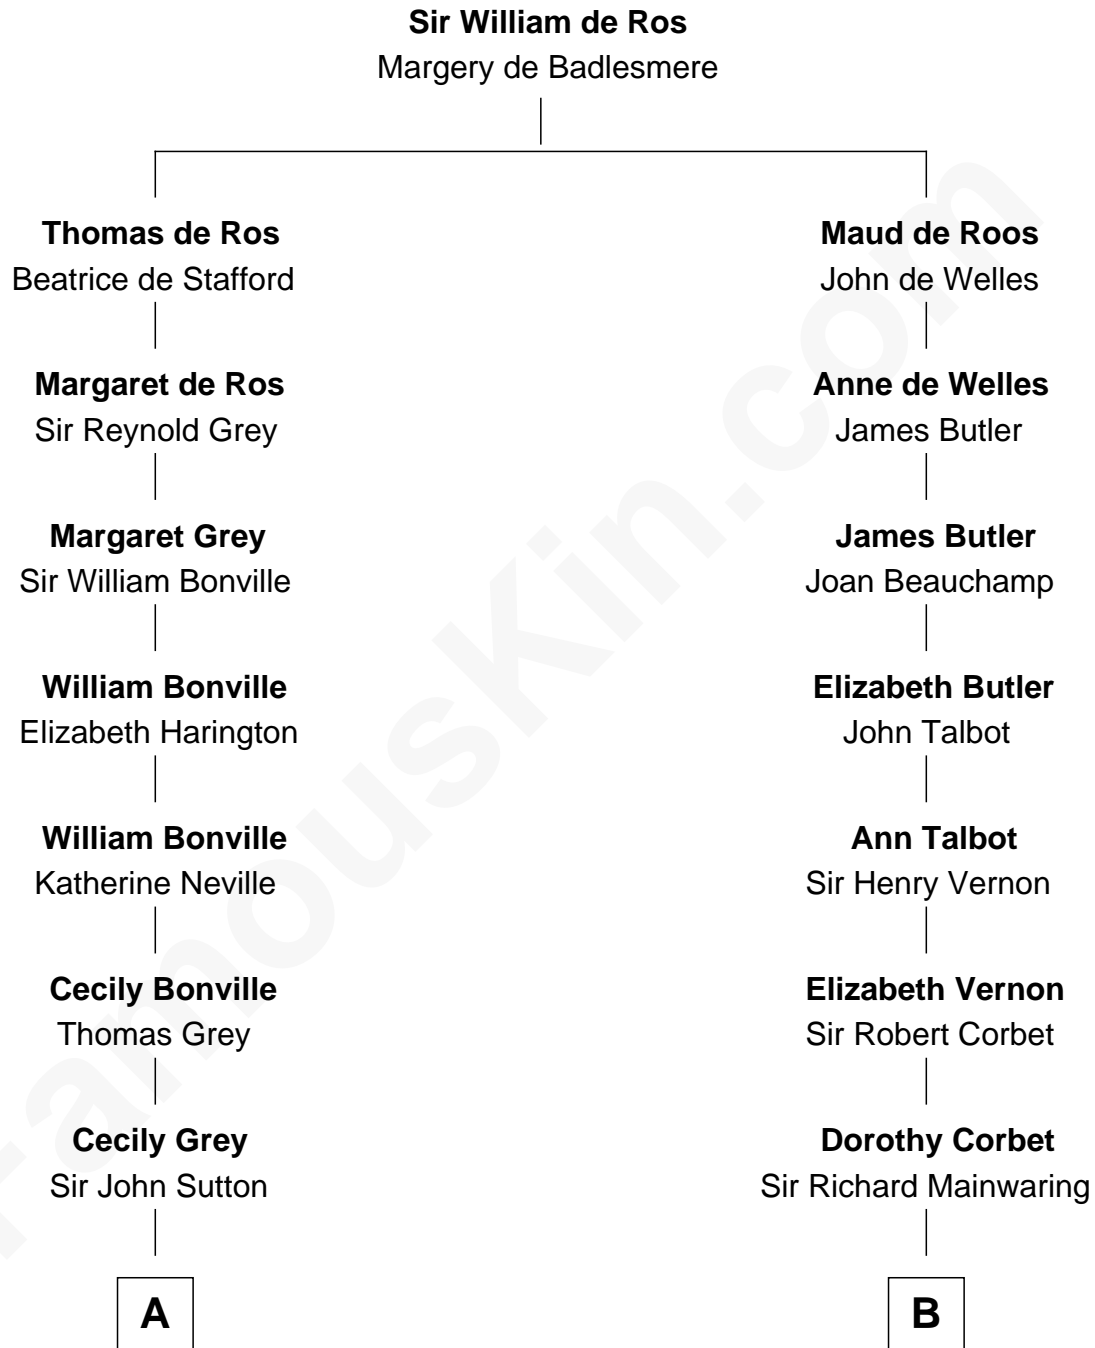 Sir William de Ros
Margery de Badlesmere
Thomas de Ros
Beatrice de Stafford
Maud de Roos
John de Welles
Margaret de Ros
Sir Reynold Grey
Anne de Welles
James Butler
Margaret Grey
Sir William Bonville
James Butler
Joan Beauchamp
William Bonville
Elizabeth Harington
Elizabeth Butler
John Talbot
William Bonville
Katherine Neville
Ann Talbot
Sir Henry Vernon
Cecily Bonville
Thomas Grey
Elizabeth Vernon
Sir Robert Corbet
Cecily Grey
Sir John Sutton
Dorothy Corbet
Sir Richard Mainwaring
A
B
FamousKin.com